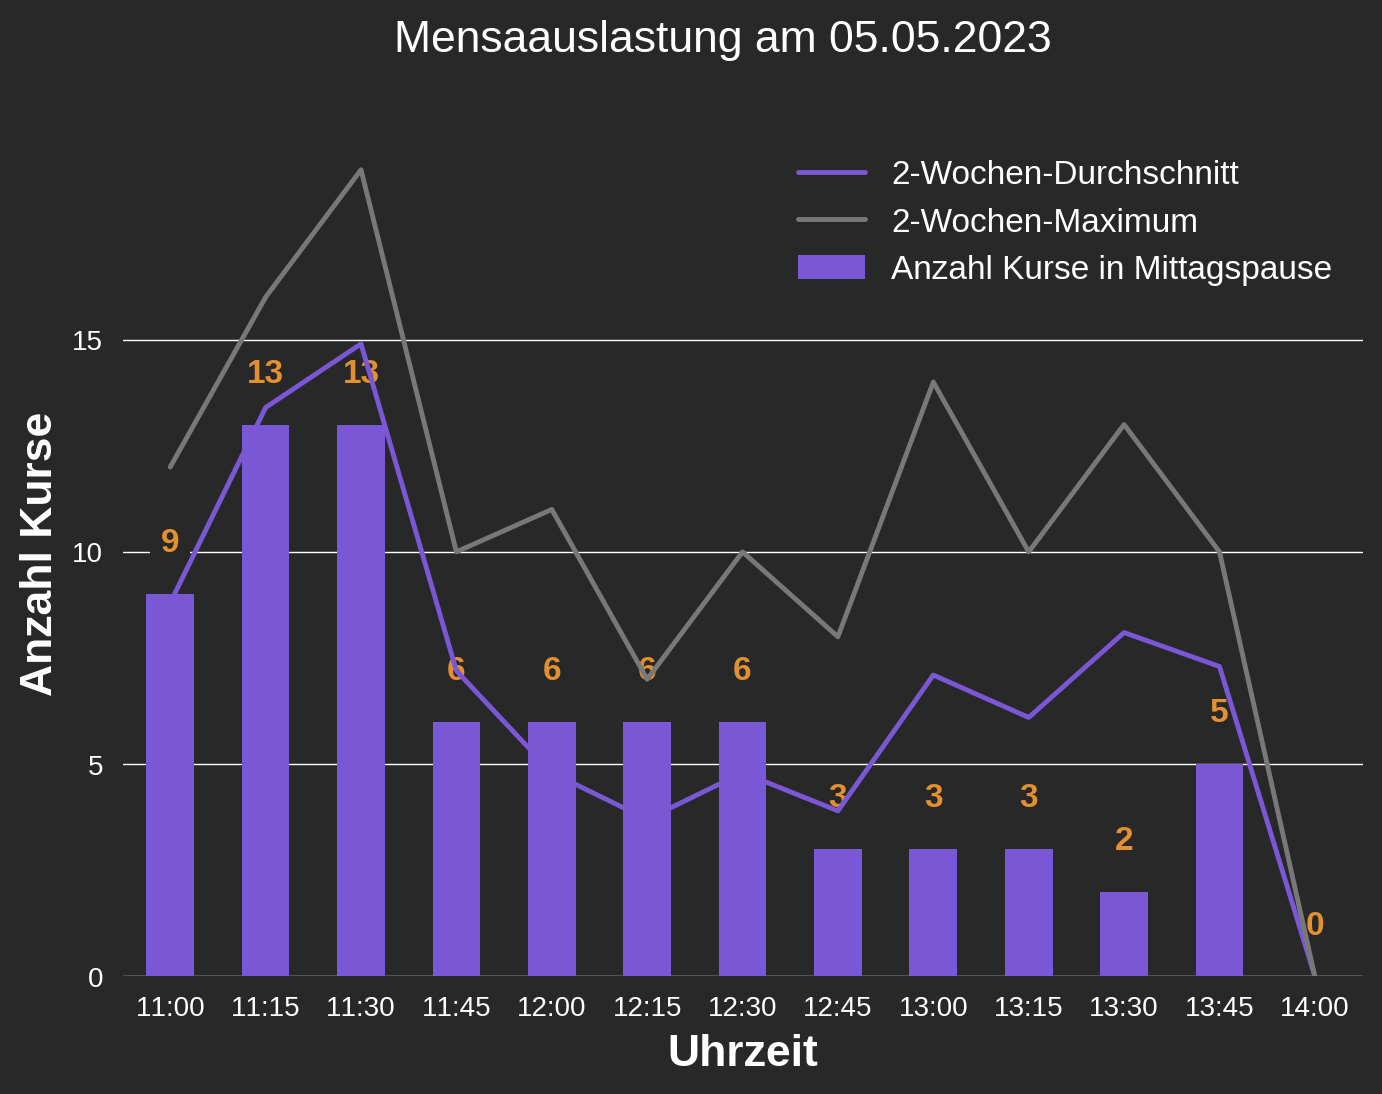 Mensaauslastung am 05.05.2023
2-Wochen-Durchschnitt
2-Wochen-Maximum
Anzahl Kurse in Mittagspause
Anzahl Kurse
15
10
5
0
9
13
13
6
6
6
6
3
3
3
2
5
0
11:00 11:15 11:30 11:45 12:00 12:15 12:30 12:45 13:00 13:15 13:30 13:45 14:00
Uhrzeit